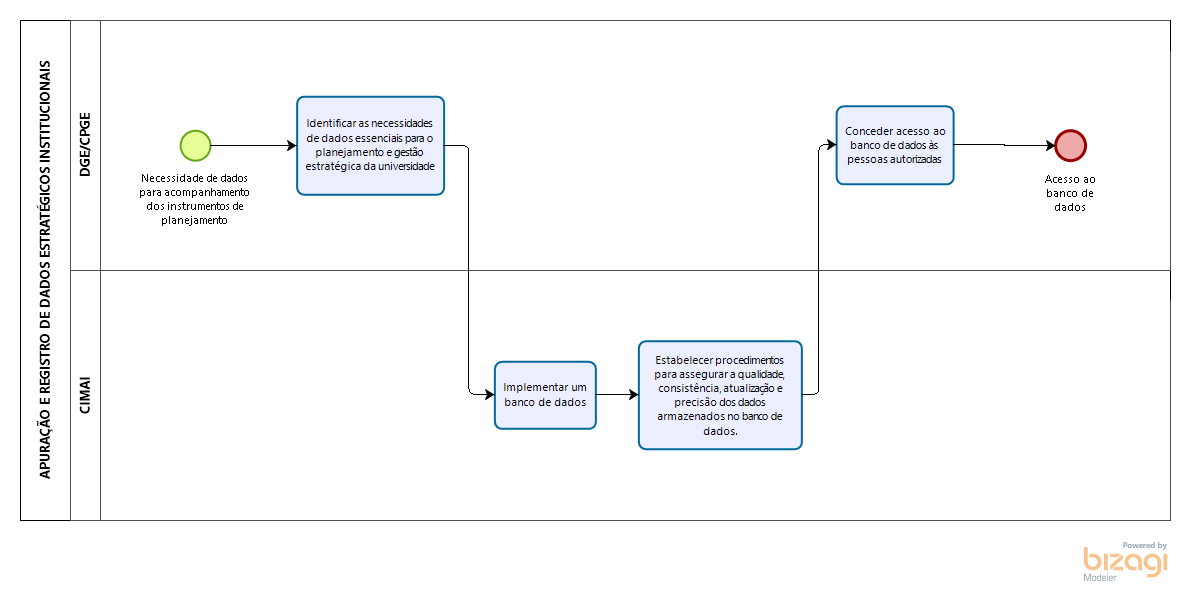 APURAÇÃO E REGISTRO DE DADOS ESTRATÉGICOS INSTITUCIONAIS
DGE/CPGE
Necessidade de dados
para acompanhamento
dos instrumentos de
planejamento
Identificar as necessidades
de dados essenciais para o
planejamento e gestão
estratégica da universidade
Conceder acesso ao
banco de dados às
pessoas autorizadas
Acesso ao
banco de
dados
CIMAI
Implementar um
banco de dados
Estabelecer procedimentos
para assegurar a qualidade,
consistência, atualização e
precisão dos dados
armazenados no banco de
dados.
Powered by
bizagi
Modeler